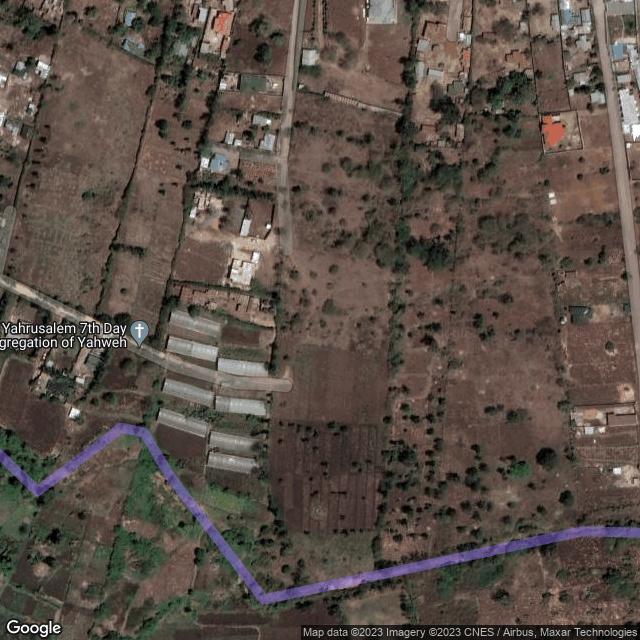 Yahrusalem 7th Day
gregation of Yahweh
Google
Map data ©2023 Imagery ©2023 CNES / Airbus, Maxar Technologies